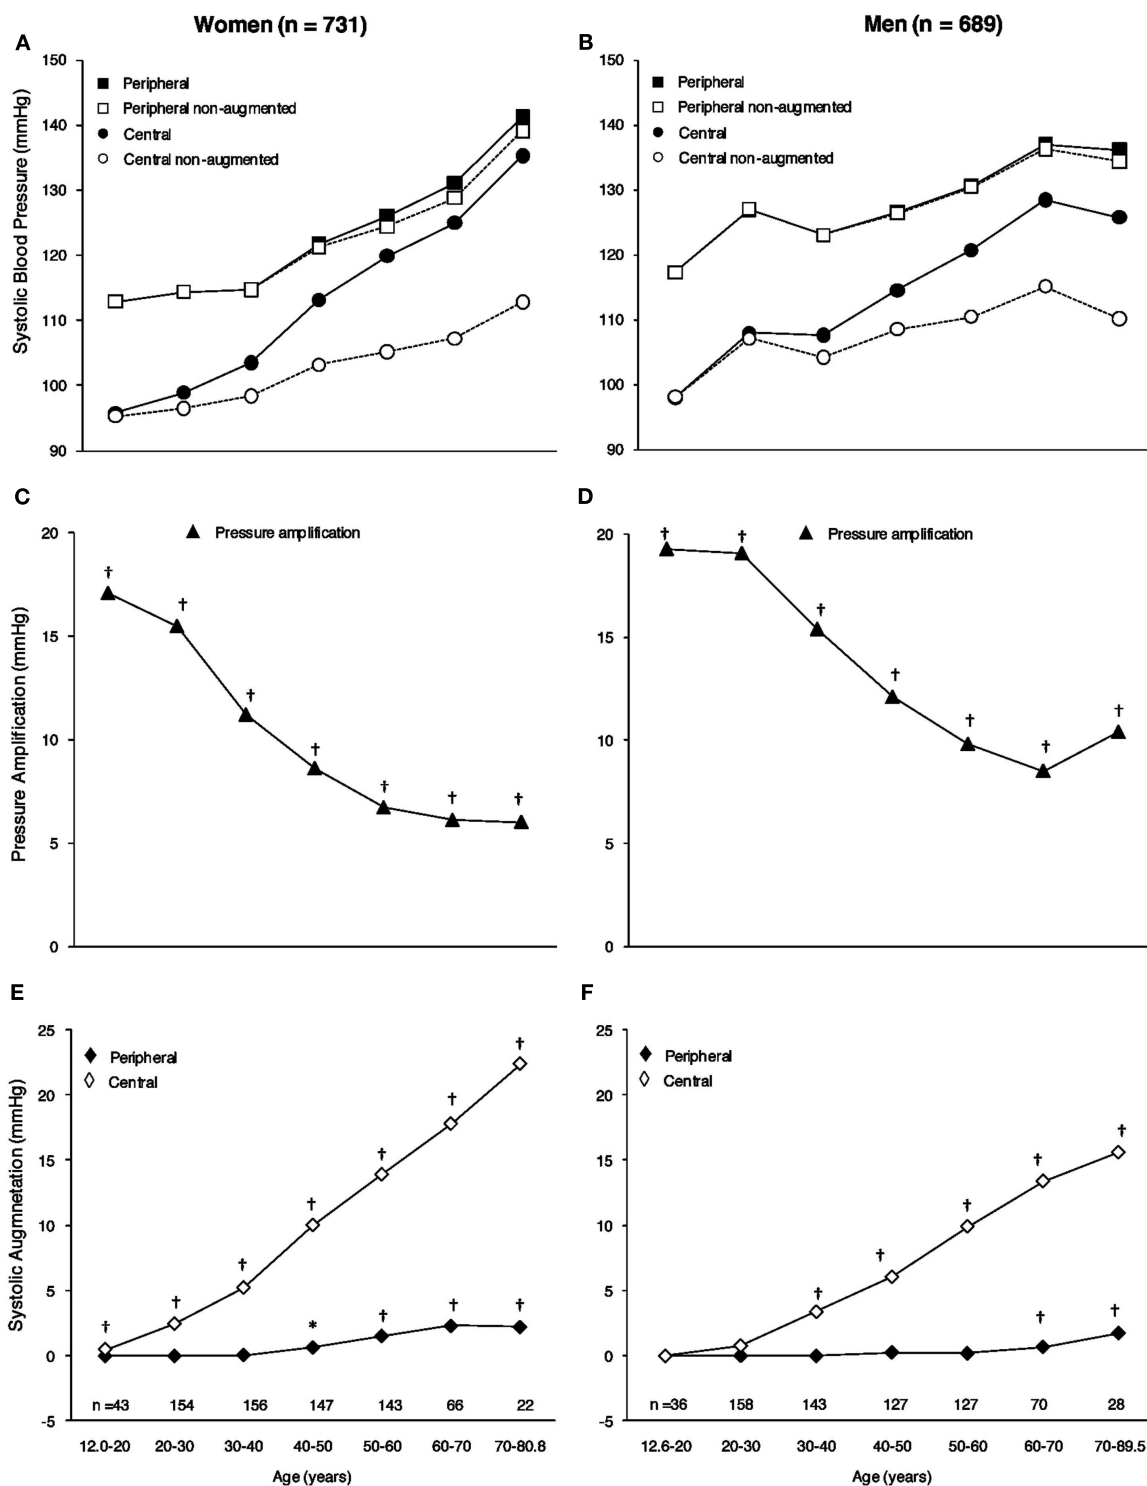 Women (n = 731)
Men (n = 689)
A
B
150
140
130
120
110
100
90
Systolic Blood Pressure (mmHg)
Peripheral
Peripheral non-augmented
Central
Central non-augmented
150
140
130
120
110
100
90
Peripheral
Peripheral non-augmented
Central
Central non-augmented
C
D
20
15
10
5
0
Pressure Amplification (mmHg)
Pressure amplification
† † † † † † †
20
15
10
5
0
Pressure amplification
† † † † † † †
E
F
25
20
15
10
5
0
-5
Systolic Augmnetation (mmHg)
Peripheral
Central
† † † † † † †
* † † †
n =43 154 156 147 143 66 22
12.0-20 20-30 30-40 40-50 50-60 60-70 70-80.8
Age (years)
25
20
15
10
5
0
-5
Peripheral
Central
† † † † †
† †
n =36 158 143 127 127 70 28
12.6-20 20-30 30-40 40-50 50-60 60-70 70-89.5
Age (years)